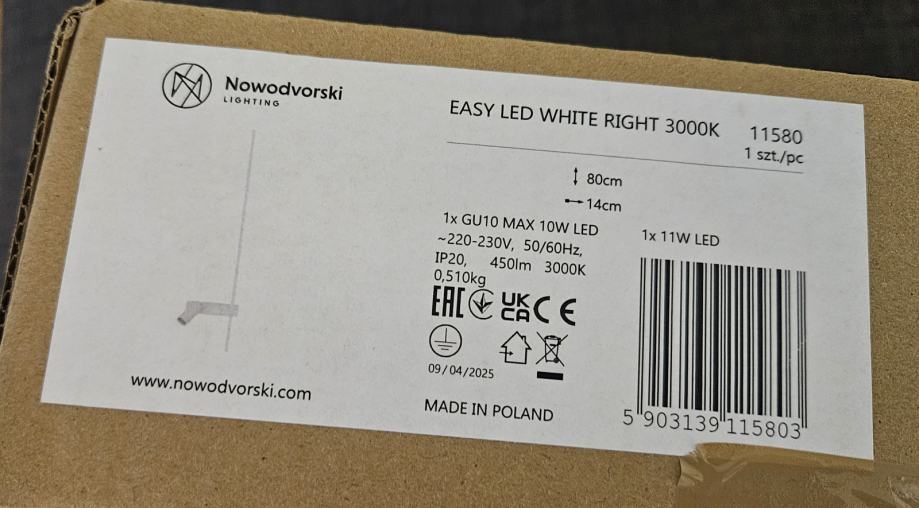 Nowodvorski
LIGHTING
EASY LED WHITE RIGHT 3000K 11580
1 szt./pc
80cm
14cm
1x GU10 MAX 10W LED
~220-230V, 50/60Hz,
IP20, 450lm 3000K
0,510kg
1x 11W LED
EAC UKCA CE
09/04/2025
MADE IN POLAND
5 903139 115803
www.nowodvorski.com